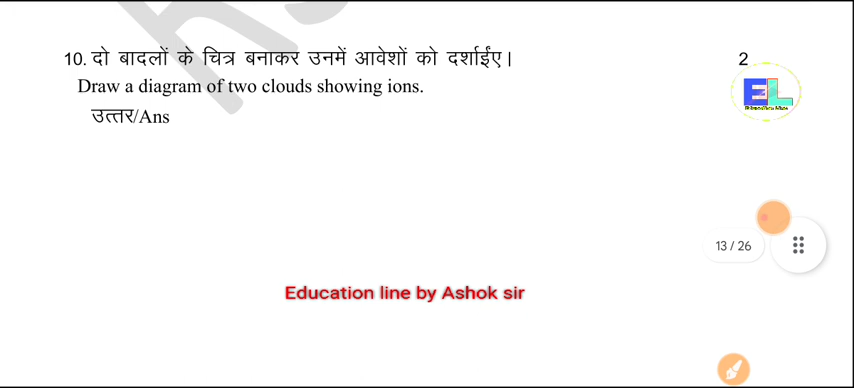 10. दो बादलों के चित्र बनाकर उनमें आवेशों को दर्शाईए। 2
Draw a diagram of two clouds showing ions.
EL
उत्तर/Ans
13 / 26
Education line by Ashok sir